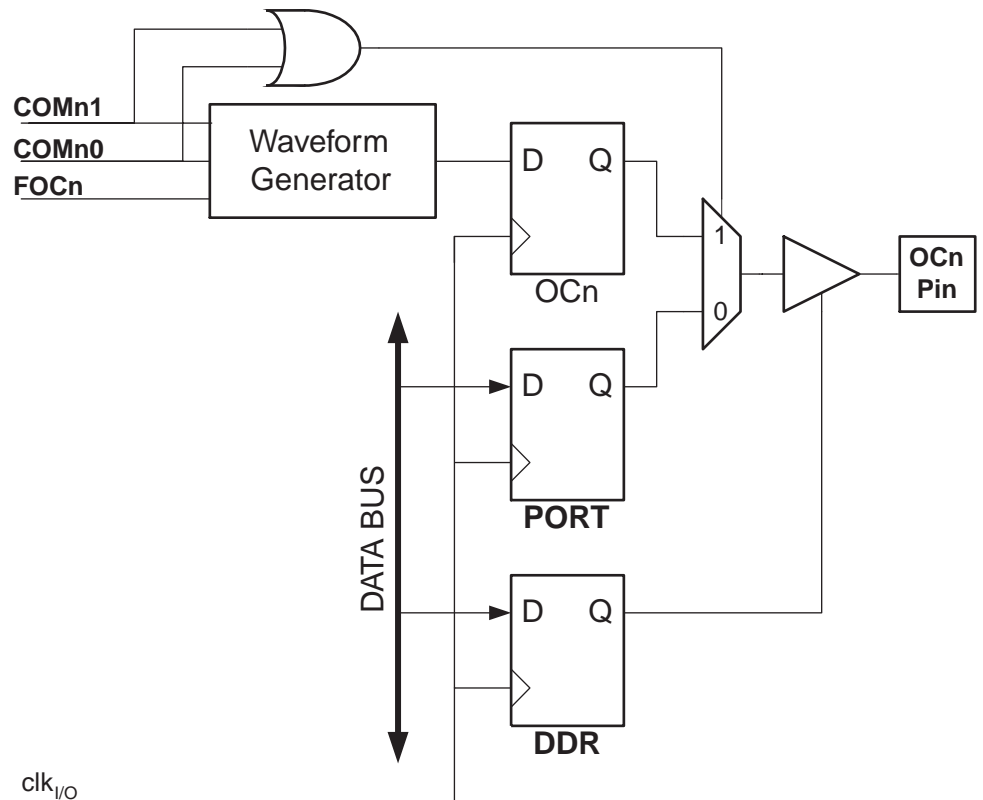 COMn1
COMn0
FOCn
Waveform
Generator
D Q
OCn
1
0
OCn
Pin
D Q
PORT
DATA BUS
D Q
DDR
clkI/O